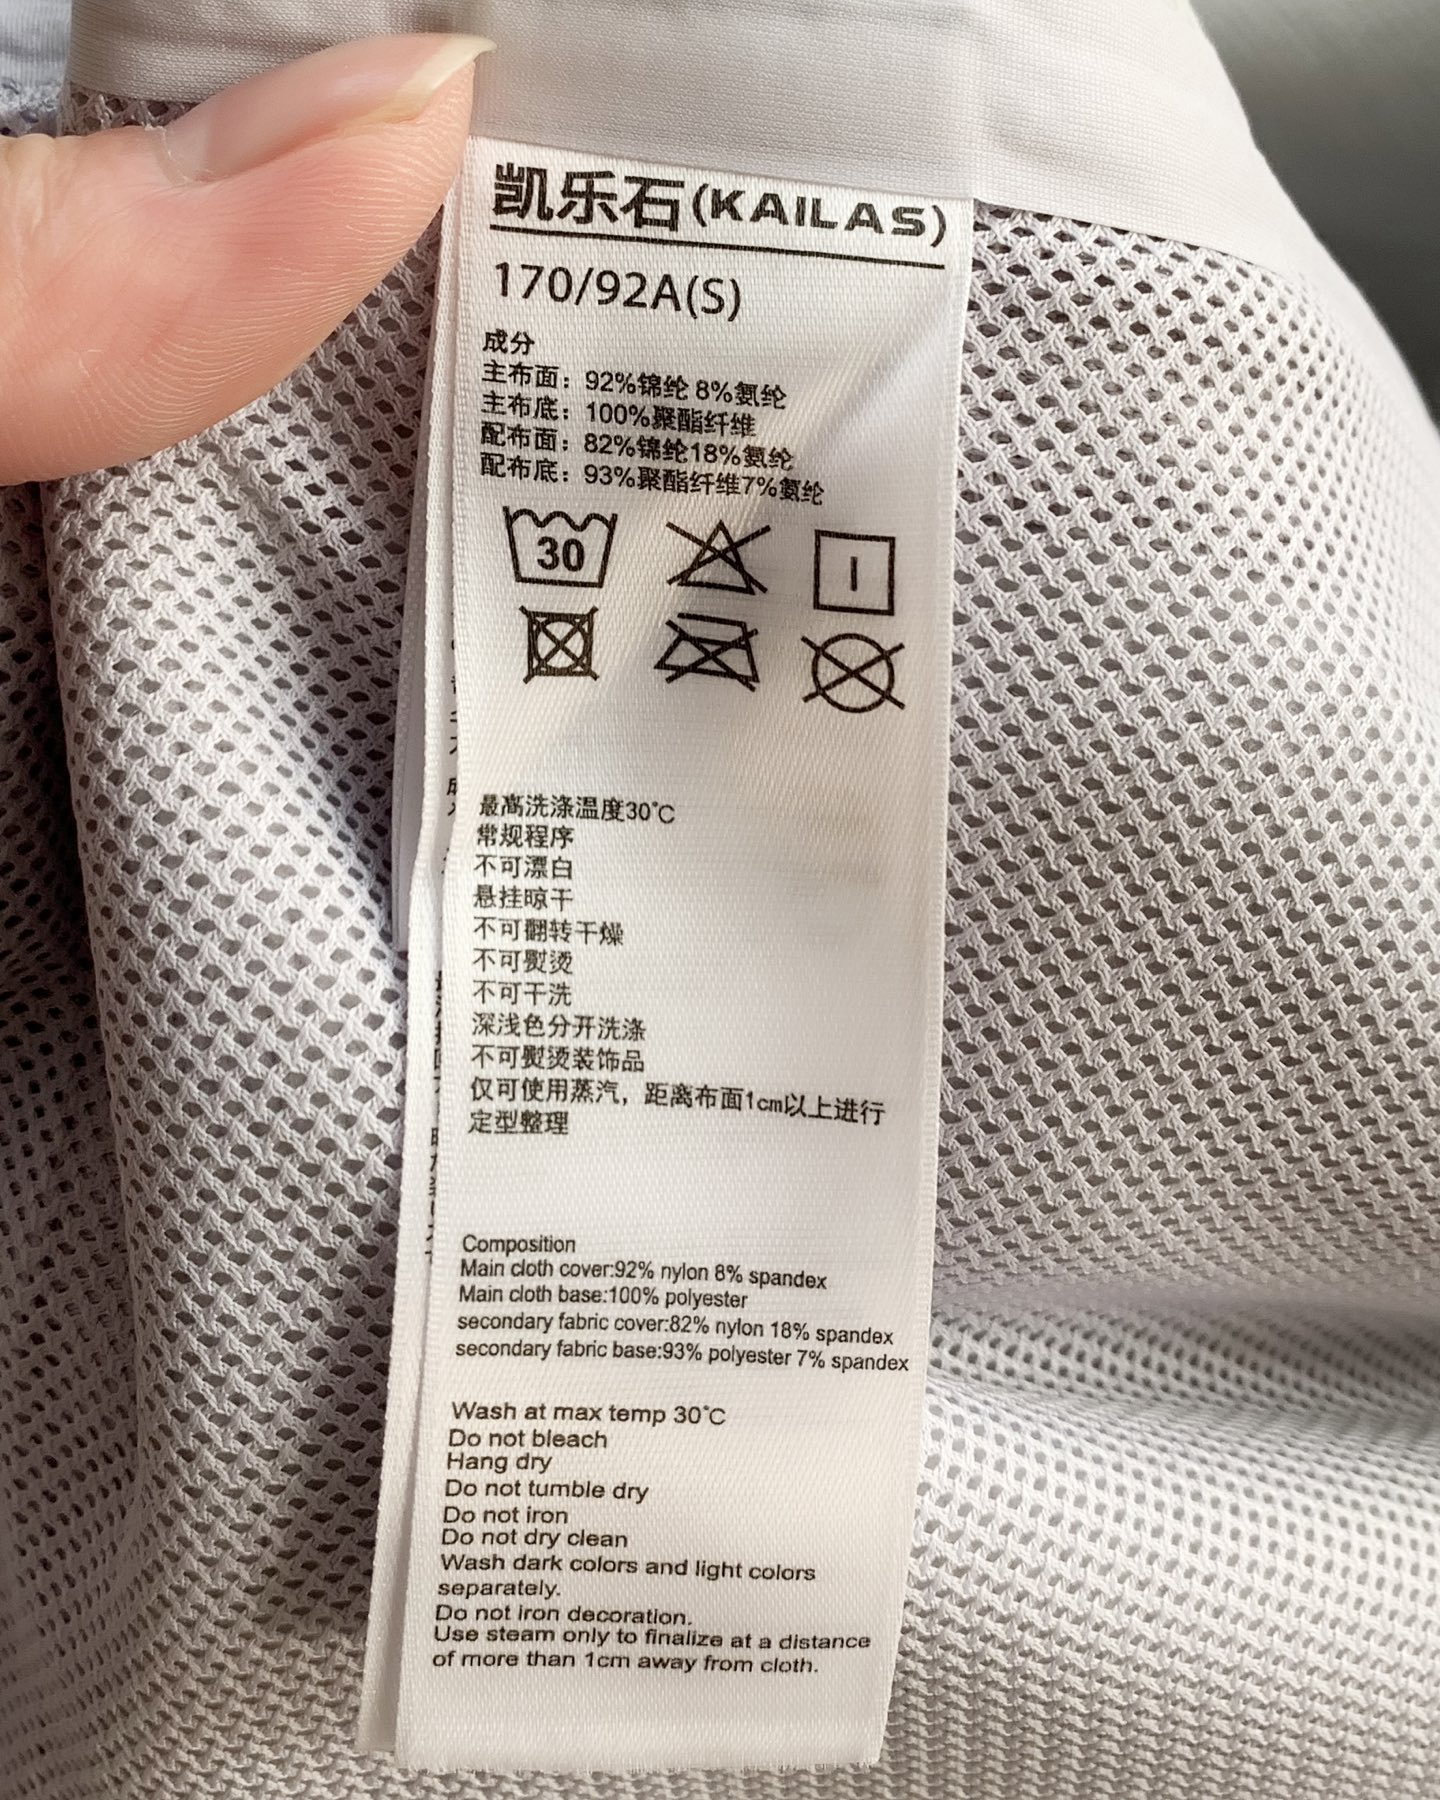 凯乐石(KAILAS)
170/92A(S)
成分
主布面：92%锦纶 8%氨纶
主布底：100%聚酯纤维
配布面：82%锦纶18%氨纶
配布底：93%聚酯纤维7%氨纶
30
最高洗涤温度30℃
常规程序
不可漂白
悬挂晾干
不可翻转干燥
不可熨烫
不可干洗
深浅色分开洗涤
不可熨烫装饰品
仅可使用蒸汽，距离布面1cm以上进行
定型整理
Composition
Main cloth cover:92% nylon 8% spandex
Main cloth base:100% polyester
secondary fabric cover:82% nylon 18% spandex
secondary fabric base:93% polyester 7% spandex
Wash at max temp 30℃
Do not bleach
Hang dry
Do not tumble dry
Do not iron
Do not dry clean
Wash dark colors and light colors
separately.
Do not iron decoration.
Use steam only to finalize at a distance
of more than 1cm away from cloth.